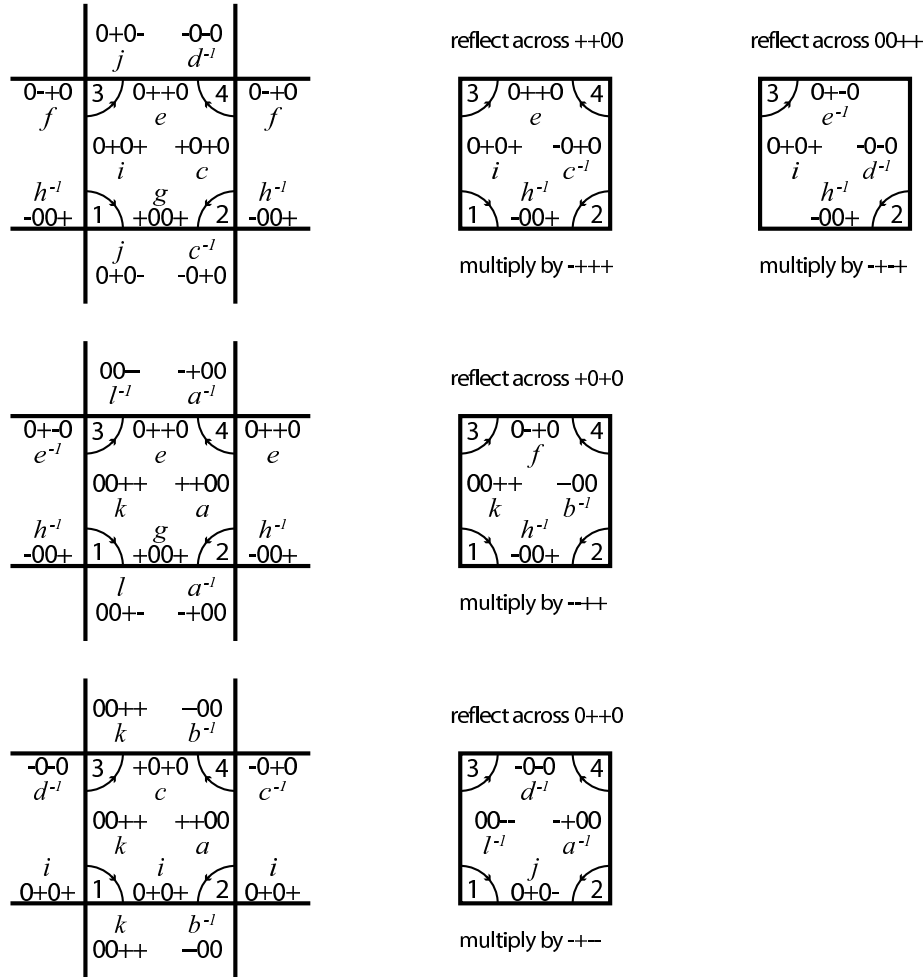 0+0- -0-0
j d⁻¹
reflect across ++00 reflect across 00++
0-+0 3 0++0 4 0-+0 3 0++0 4 3 0+-0
f e f e e⁻¹
0+0+ +0+0 0+0+ -0+0 0+0+ -0-0
i c i c⁻¹ i d⁻¹
h⁻¹ g h⁻¹ h⁻¹ h⁻¹
-00+ 1 +00+ 2 -00+ 1 -00+ 2 -00+ 2
j c⁻¹
0+0- -0+0
multiply by -+++ multiply by -+-+
00-- -+00
l⁻¹ a⁻¹
reflect across +0+0
0+-0 3 0++0 4 0++0 3 0-+0 4
e⁻¹ e e f
00++ ++00 00++ --00
k a k b⁻¹
h⁻¹ g h⁻¹ h⁻¹
-00+ 1 +00+ 2 -00+ 1 -00+ 2
l a⁻¹
00+- -+00
multiply by --++
00++ --00
k b⁻¹
reflect across 0++0
-0-0 3 +0+0 4 -0+0 3 -0-0 4
d⁻¹ c c⁻¹ d⁻¹
00++ ++00 00-- -+00
k a l⁻¹ a⁻¹
i i i j
0+0+ 1 0+0+ 2 0+0+ 1 0+0- 2
k b⁻¹
00++ --00
multiply by -+--